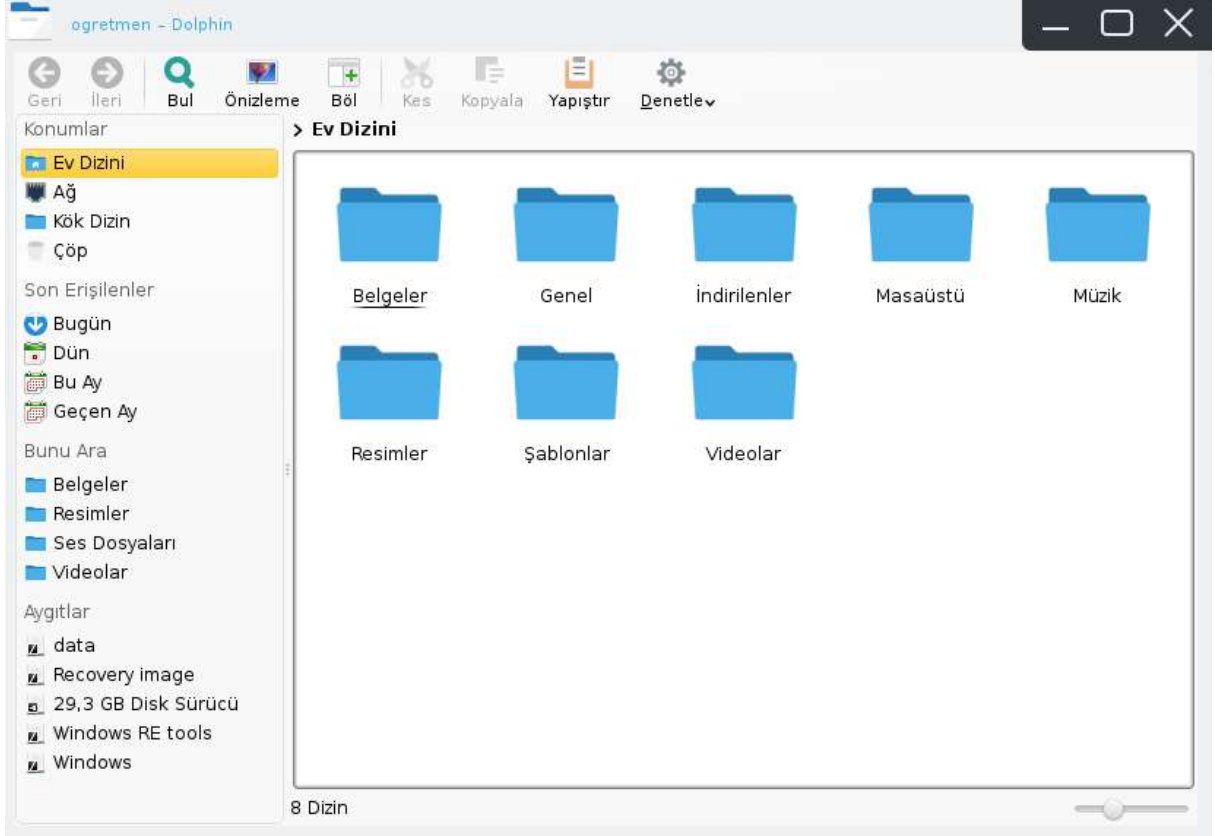 ogretmen – Dolphin
Geri İleri Bul Önizleme Böl Kes Kopyala Yapıştır Denetle
Konumlar
Ev Dizini
Ağ
Kök Dizin
Çöp
Son Erişilenler
Bugün
Dün
Bu Ay
Geçen Ay
Bunu Ara
Belgeler
Resimler
Ses Dosyaları
Videolar
Aygıtlar
data
Recovery image
29,3 GB Disk Sürücü
Windows RE tools
Windows
> Ev Dizini
Belgeler Genel İndirilenler Masaüstü Müzik
Resimler Şablonlar Videolar
8 Dizin